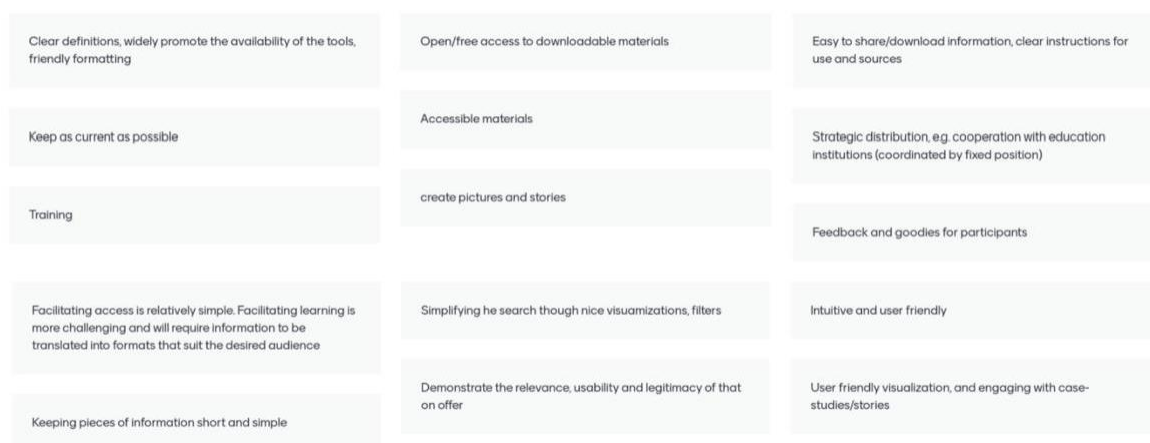 Clear definitions, widely promote the availability of the tools,
friendly formatting
Keep as current as possible
Training
Open/free access to downloadable materials
Accessible materials
create pictures and stories
Easy to share/download information, clear instructions for
use and sources
Strategic distribution, e.g. cooperation with education
institutions (coordinated by fixed position)
Feedback and goodies for participants
Facilitating access is relatively simple. Facilitating learning is
more challenging and will require information to be
translated into formats that suit the desired audience
Keeping pieces of information short and simple
Simplifying he search though nice visuamizations, filters
Demonstrate the relevance, usability and legitimacy of that
on offer
Intuitive and user friendly
User friendly visualization, and engaging with case-
studies/stories